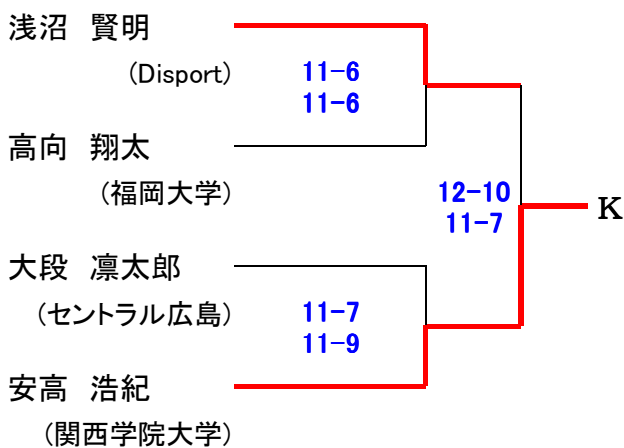 浅沼　賢明
(Disport)
11-6
11-6
高向　翔太
(福岡大学)
12-10
11-7
K
大段　凛太郎
(セントラル広島)
11-7
11-9
安高　浩紀
(関西学院大学)